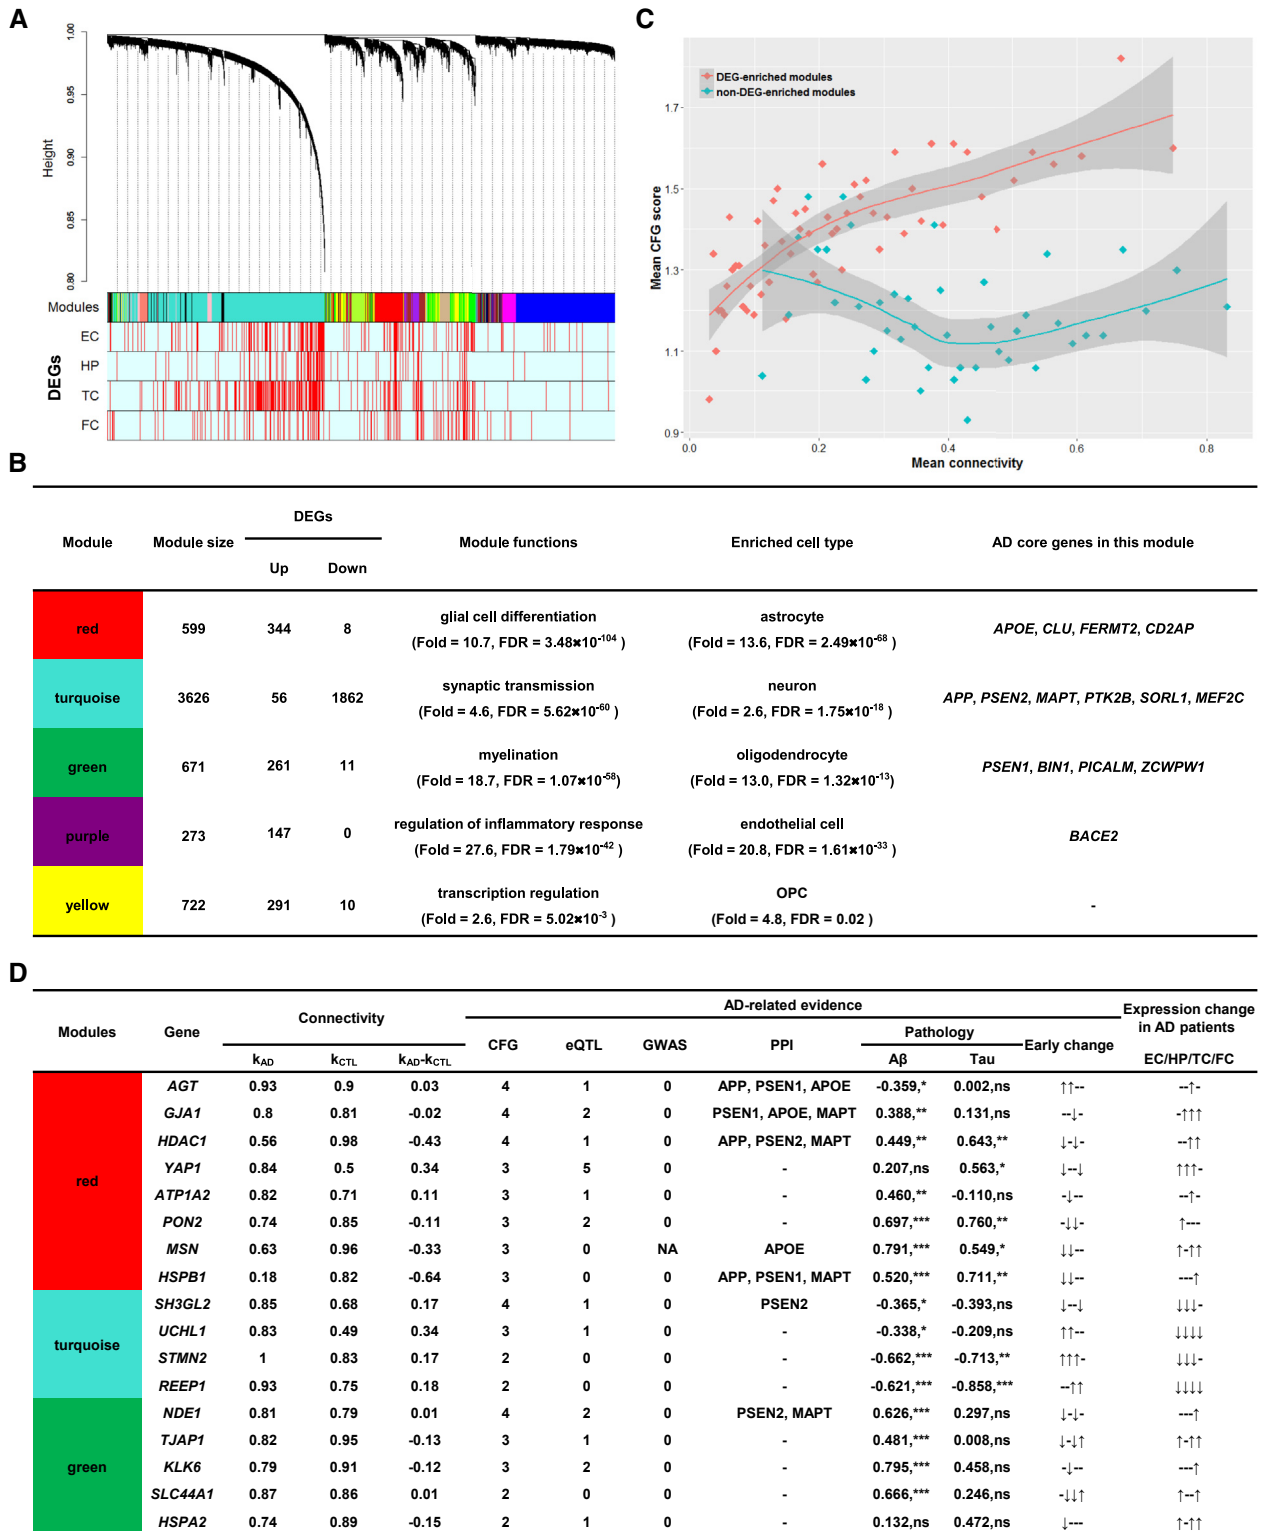 A
1.00
0.95
0.90
0.85
0.80
Height
Modules
EC
HP
TC
FC
DEGs
C
DEG-enriched modules
non-DEG-enriched modules
1.7
1.5
1.3
1.1
0.9
Mean CFG score
0.0 0.2 0.4 0.6 0.8
Mean connectivity
B
Module Module size DEGs Module functions Enriched cell type AD core genes in this module
Up Down
red 599 344 8 glial cell differentiation (Fold = 10.7, FDR = 3.48×10-104 ) astrocyte (Fold = 13.6, FDR = 2.49×10-68 ) APOE, CLU, FERMT2, CD2AP
turquoise 3626 56 1862 synaptic transmission (Fold = 4.6, FDR = 5.62×10-60 ) neuron (Fold = 2.6, FDR = 1.75×10-18 ) APP, PSEN2, MAPT, PTK2B, SORL1, MEF2C
green 671 261 11 myelination (Fold = 18.7, FDR = 1.07×10-58) oligodendrocyte (Fold = 13.0, FDR = 1.32×10-13) PSEN1, BIN1, PICALM, ZCWPW1
purple 273 147 0 regulation of inflammatory response (Fold = 27.6, FDR = 1.79×10-42 ) endothelial cell (Fold = 20.8, FDR = 1.61×10-33 ) BACE2
yellow 722 291 10 transcription regulation (Fold = 2.6, FDR = 5.02×10-3 ) OPC (Fold = 4.8, FDR = 0.02 ) -
D
Modules Gene Connectivity AD-related evidence Expression change in AD patients
CFG eQTL GWAS PPI Pathology Early change
kAD kCTL kAD-kCTL Aβ Tau EC/HP/TC/FC
red
AGT 0.93 0.9 0.03 4 1 0 APP, PSEN1, APOE -0.359,* 0.002,ns ↑↑-- --↑-
GJA1 0.8 0.81 -0.02 4 2 0 PSEN1, APOE, MAPT 0.388,** 0.131,ns --↓- -↑↑↑
HDAC1 0.56 0.98 -0.43 4 1 0 APP, PSEN2, MAPT 0.449,** 0.643,** ↓-↓- --↑↑
YAP1 0.84 0.5 0.34 3 5 0 - 0.207,ns 0.563,* ↓--↓ ↑↑↑-
ATP1A2 0.82 0.71 0.11 3 1 0 - 0.460,** -0.110,ns -↓-- --↑-
PON2 0.74 0.85 -0.11 3 2 0 - 0.697,*** 0.760,** -↓↓- ↑---
MSN 0.63 0.96 -0.33 3 0 NA APOE 0.791,*** 0.549,* ↓↓-- ↑-↑↑
HSPB1 0.18 0.82 -0.64 3 0 0 APP, PSEN1, MAPT 0.520,*** 0.711,** ↓↓-- ---↑
turquoise
SH3GL2 0.85 0.68 0.17 4 1 0 PSEN2 -0.365,* -0.393,ns ↓--↓ ↓↓↓-
UCHL1 0.83 0.49 0.34 3 1 0 - -0.338,* -0.209,ns ↑↑-- ↓↓↓↓
STMN2 1 0.83 0.17 2 0 0 - -0.662,*** -0.713,** ↑↑↑- ↓↓↓-
REEP1 0.93 0.75 0.18 2 0 0 - -0.621,*** -0.858,*** --↑↑ ↓↓↓↓
green
NDE1 0.81 0.79 0.01 4 2 0 PSEN2, MAPT 0.626,*** 0.297,ns ↓-↓- ---↑
TJAP1 0.82 0.95 -0.13 3 1 0 - 0.481,*** 0.008,ns ↓-↓↑ ↑-↑↑
KLK6 0.79 0.91 -0.12 3 2 0 - 0.795,*** 0.458,ns -↓-- ---↑
SLC44A1 0.87 0.86 0.01 2 0 0 - 0.666,*** 0.246,ns -↓↓↑ ↑--↑
HSPA2 0.74 0.89 -0.15 2 1 0 - 0.132,ns 0.472,ns ↓--- ↑-↑↑